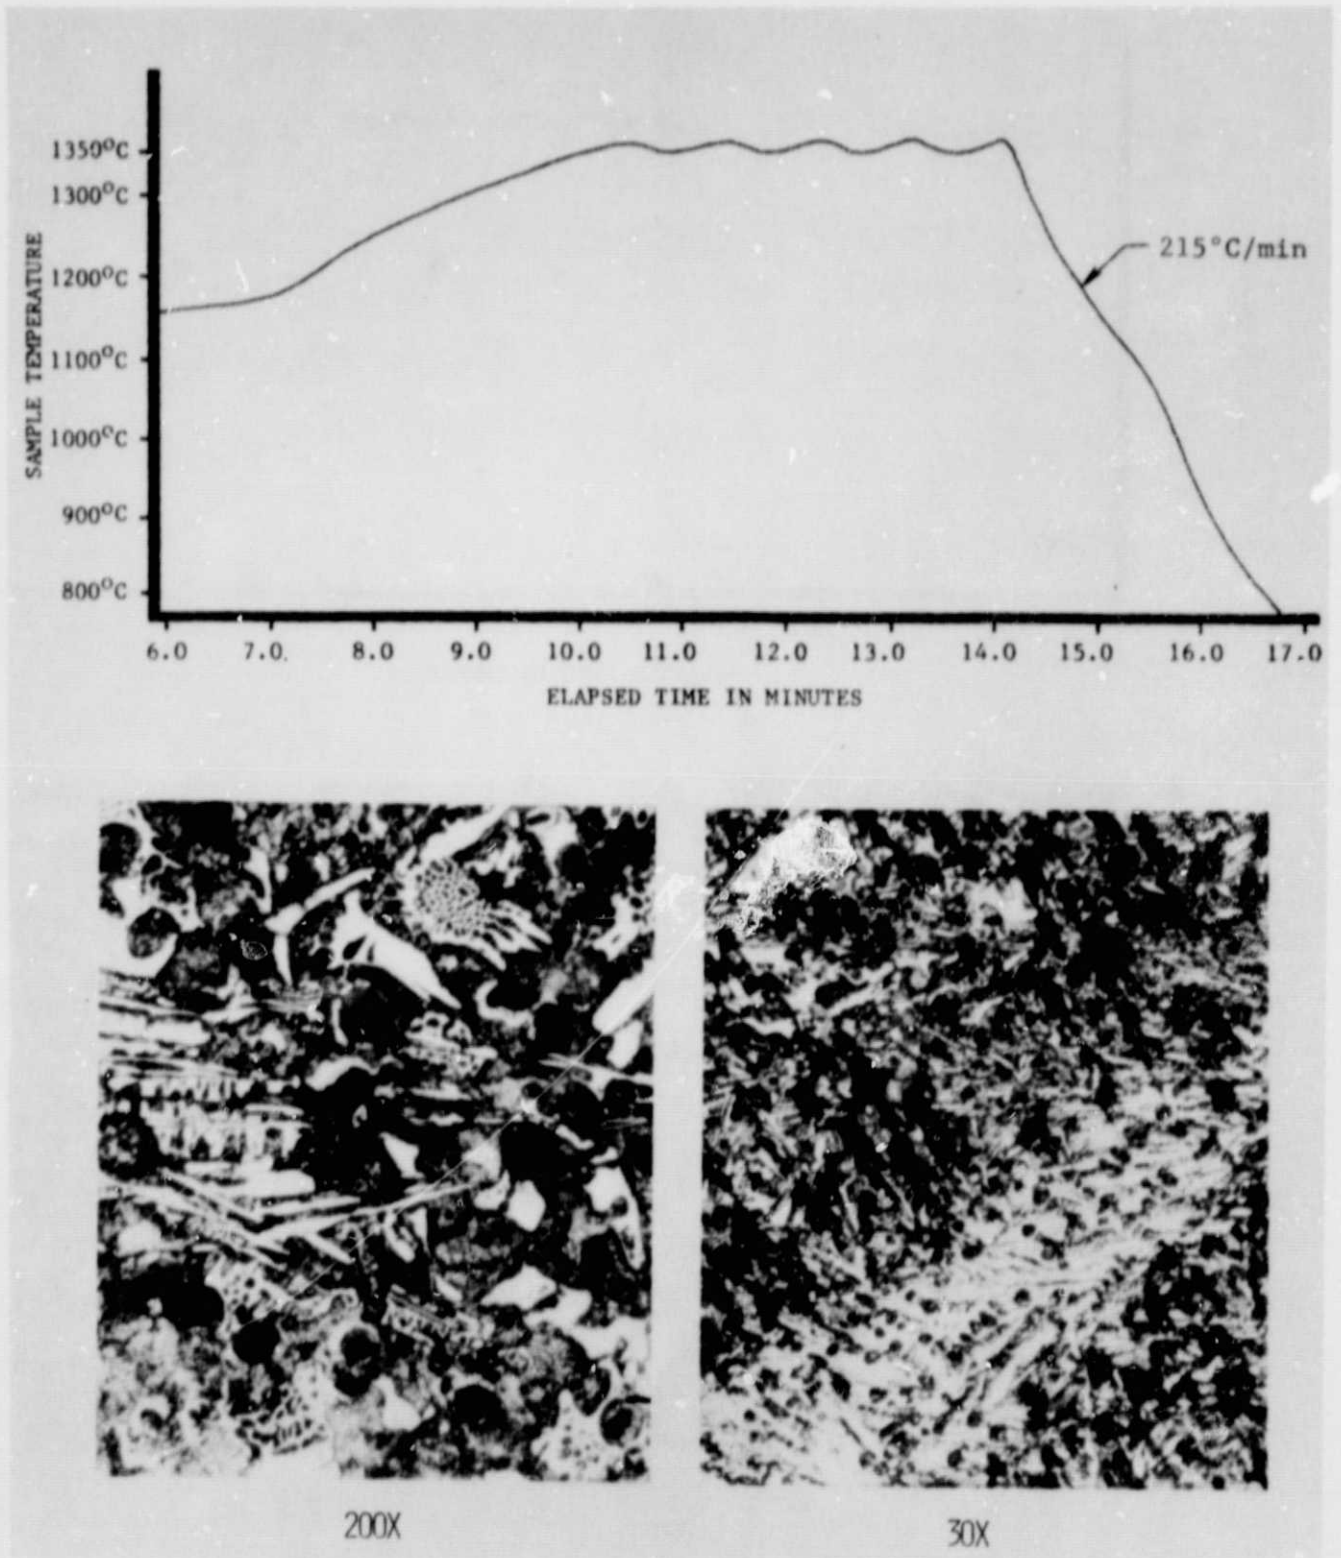 1350°C
1300°C
1200°C
1100°C
1000°C
900°C
800°C
SAMPLE TEMPERATURE
215°C/min
6.0 7.0 8.0 9.0 10.0 11.0 12.0 13.0 14.0 15.0 16.0 17.0
ELAPSED TIME IN MINUTES
200X 30X